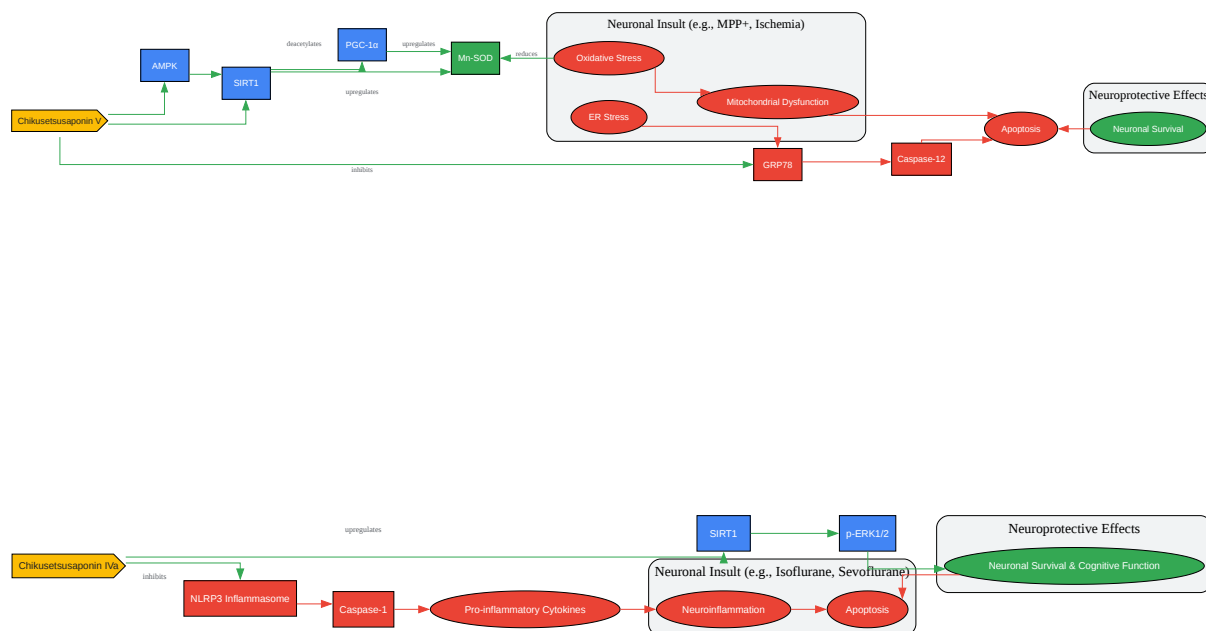 Neuronal Insult (e.g., MPP+, Ischemia)
deacetylates
PGC-1α
upregulates
Mn-SOD
reduces
Oxidative Stress
AMPK
SIRT1
upregulates
Mitochondrial Dysfunction
Neuroprotective Effects
Chikusetsusaponin V
ER Stress
Apoptosis
Neuronal Survival
inhibits
GRP78
Caspase-12
upregulates
SIRT1
p-ERK1/2
Neuroprotective Effects
Chikusetsusaponin IVa
inhibits
Neuronal Insult (e.g., Isoflurane, Sevoflurane)
Neuronal Survival & Cognitive Function
NLRP3 Inflammasome
Caspase-1
Pro-inflammatory Cytokines
Neuroinflammation
Apoptosis